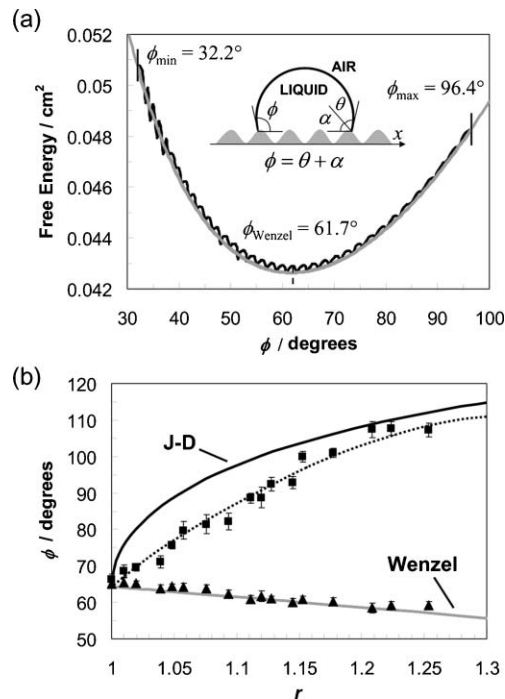 (a)
0.052
0.05
0.048
0.046
0.044
0.042
Free Energy / cm²
ϕmin = 32.2°
AIR
LIQUID
ϕ
θ
α
x
ϕ = θ + α
ϕmax = 96.4°
ϕWenzel = 61.7°
30 40 50 60 70 80 90 100
ϕ / degrees
(b)
120
110
100
90
80
70
60
50
ϕ / degrees
J-D
Wenzel
1 1.05 1.1 1.15 1.2 1.25 1.3
r